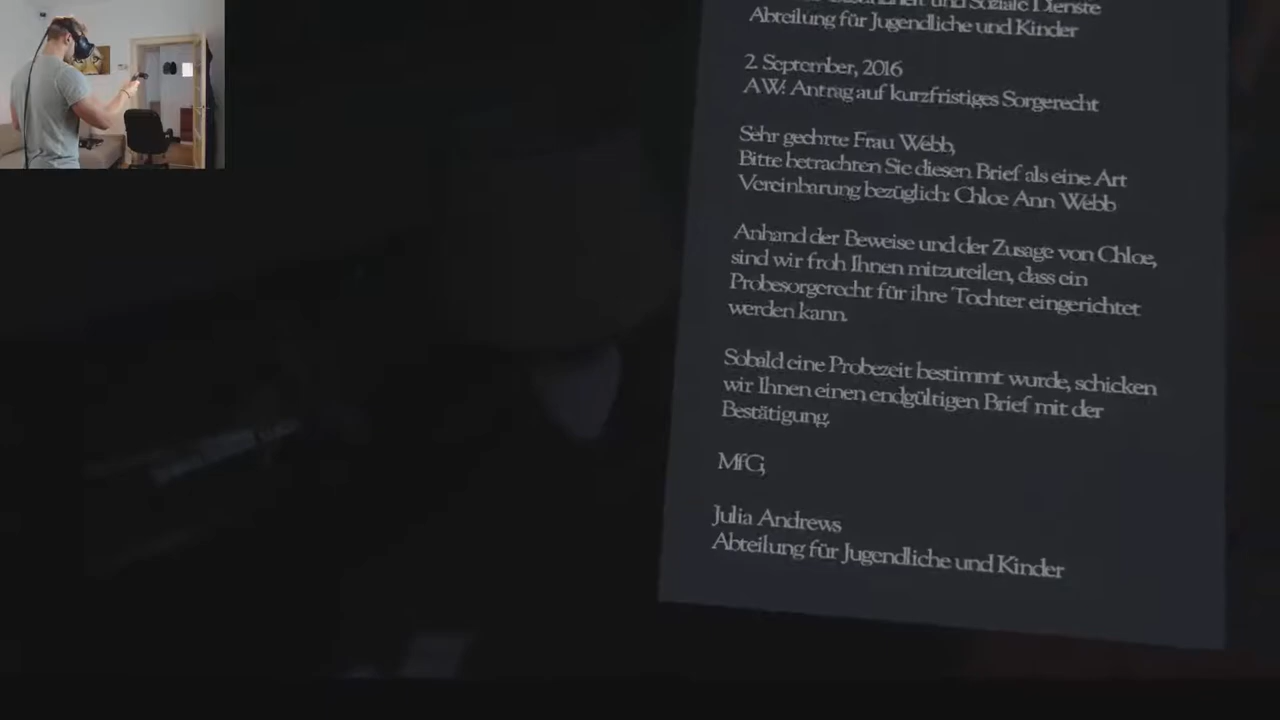 und Soziale Dienste
Abteilung für Jugendliche und Kinder
2. September, 2016
AW: Antrag auf kurzfristiges Sorgerecht
Sehr geehrte Frau Webb,
Bitte betrachten Sie diesen Brief als eine Art
Vereinbarung bezüglich: Chloe Ann Webb
Anhand der Beweise und der Zusage von Chloe,
sind wir froh Ihnen mitzuteilen, dass ein
Probesorgerecht für ihre Tochter eingerichtet
werden kann.
Sobald eine Probezeit bestimmt wurde, schicken
wir Ihnen einen endgültigen Brief mit der
Bestätigung.
MfG,
Julia Andrews
Abteilung für Jugendliche und Kinder